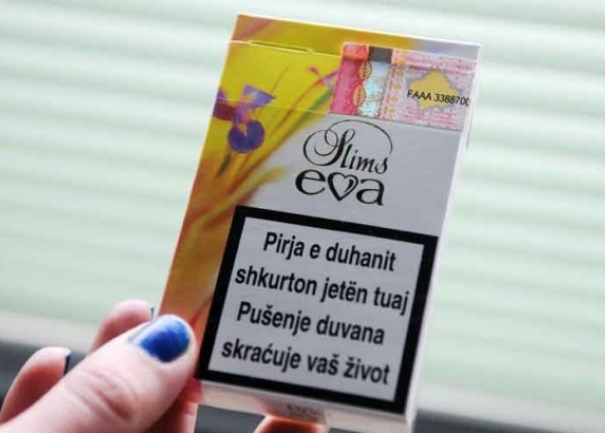 FAAA 3388700
Slims
eva
Pirja e duhanit
shkurton jetën tuaj
Pušenje duvana
skraćuje vaš život